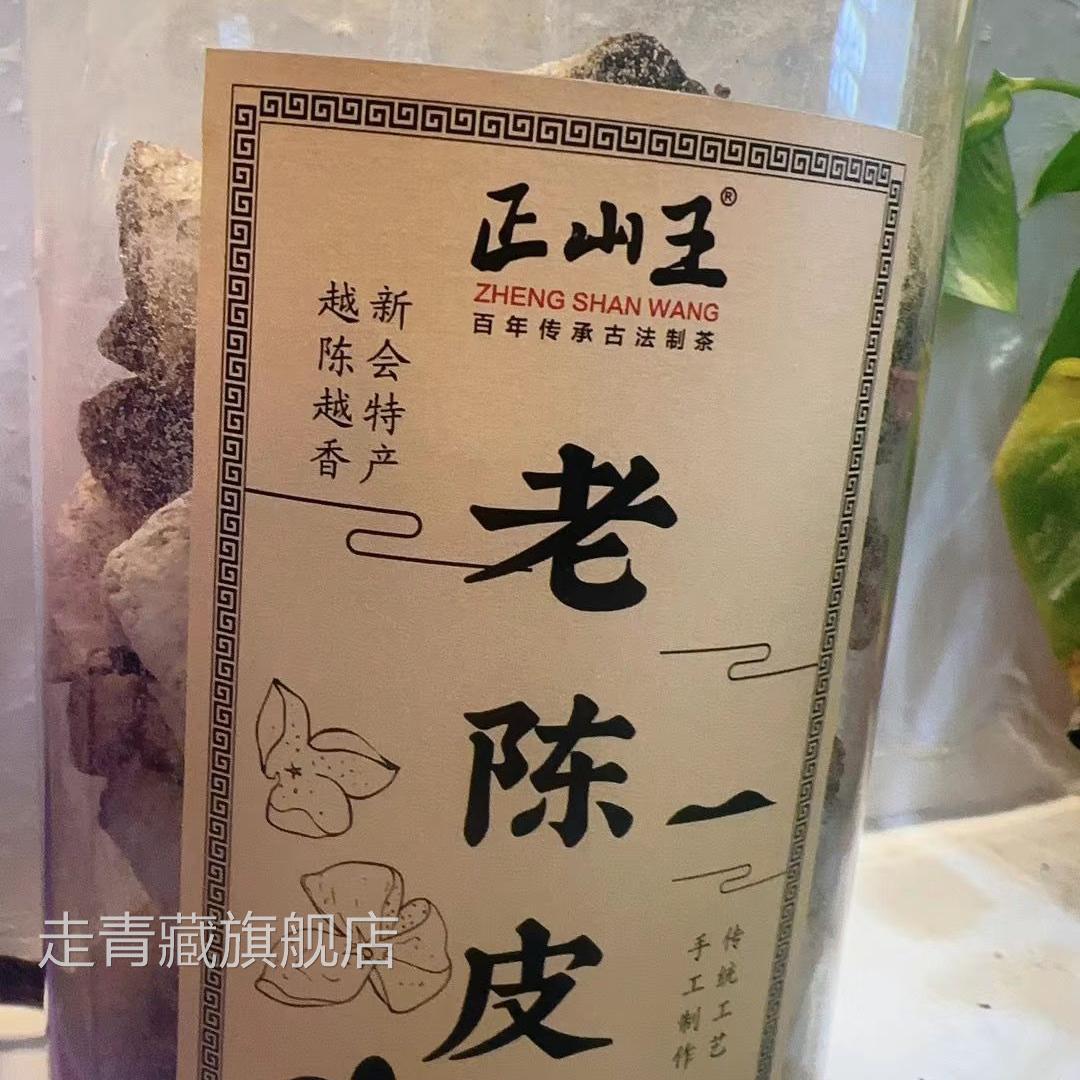 正山王®
ZHENG SHAN WANG
百年传承古法制茶
新会特产
越陈越香
老陈皮
一
传统工艺
手工制作
走青藏旗舰店